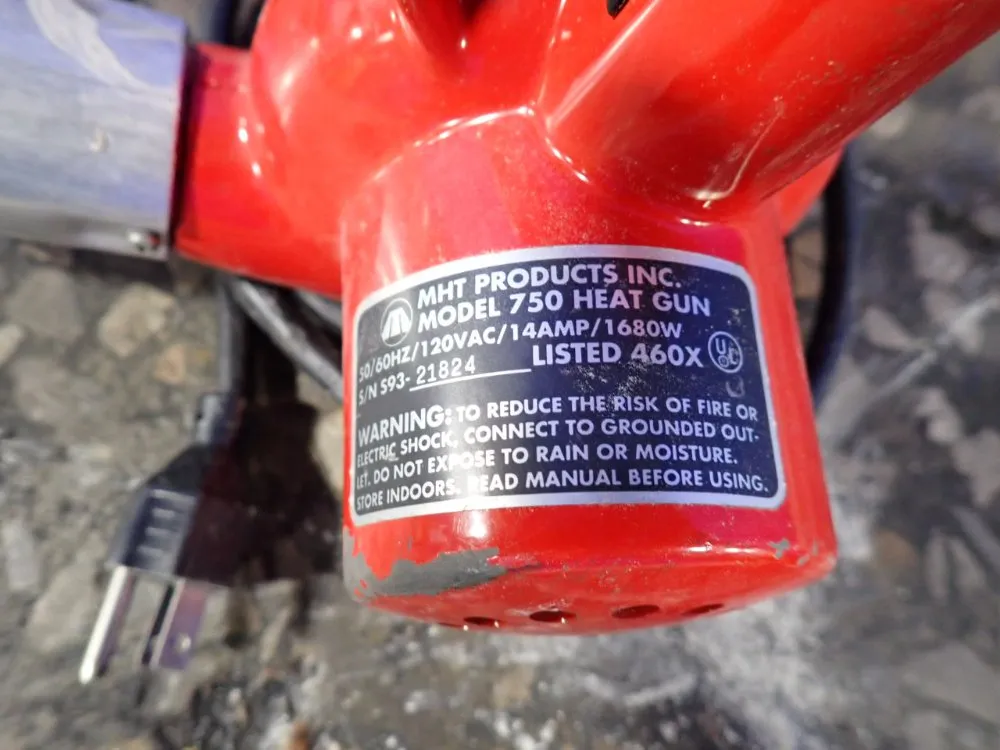 MHT PRODUCTS INC.
MODEL 750 HEAT GUN
50/60HZ/120VAC/14AMP/1680W
S/N S93-21824 LISTED 460X UL
WARNING: TO REDUCE THE RISK OF FIRE OR
ELECTRIC SHOCK, CONNECT TO GROUNDED OUT-
LET. DO NOT EXPOSE TO RAIN OR MOISTURE.
STORE INDOORS. READ MANUAL BEFORE USING.